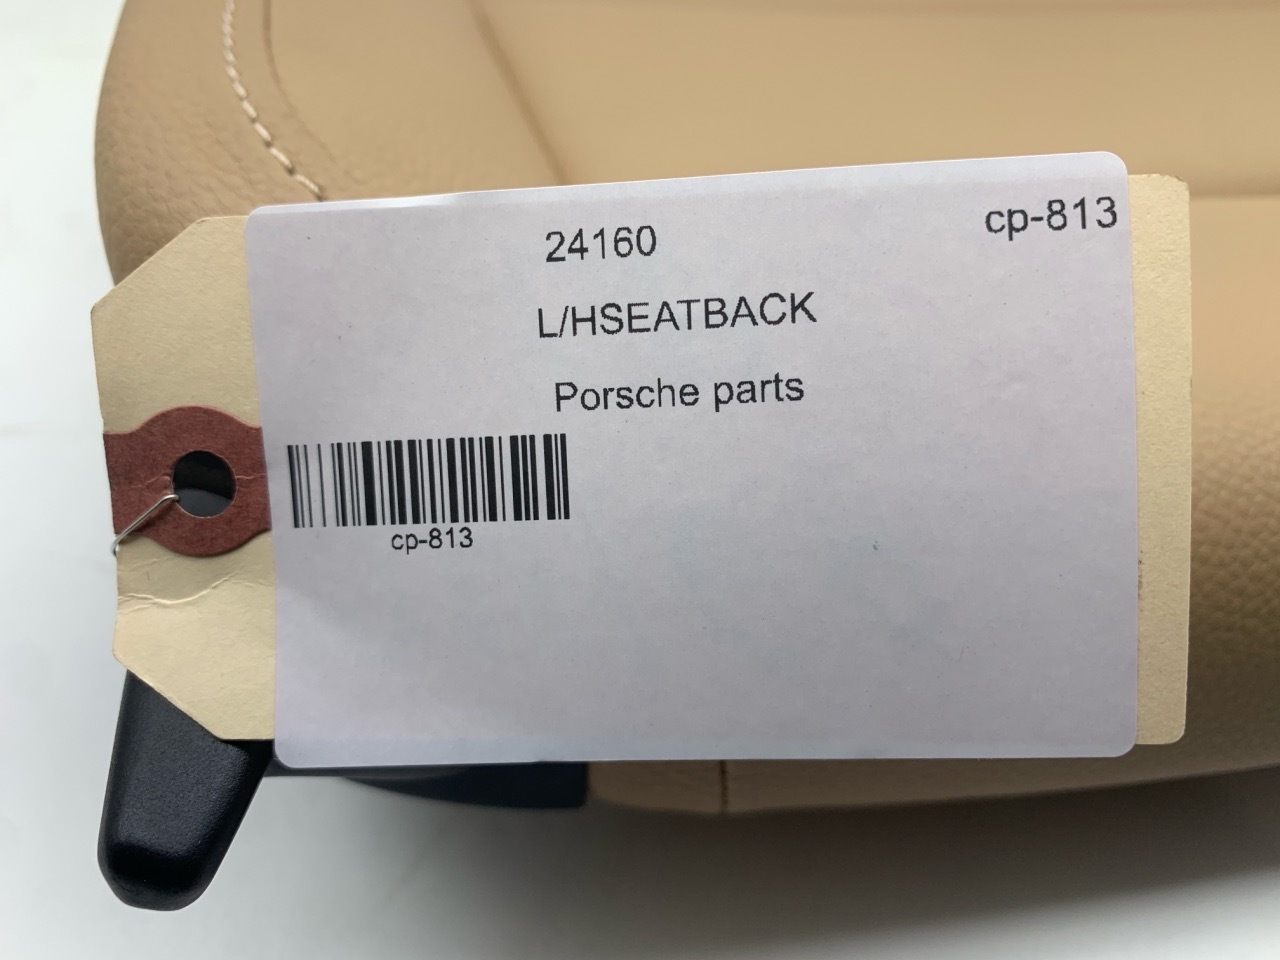 24160
cp-813
L/HSEATBACK
Porsche parts
cp-813